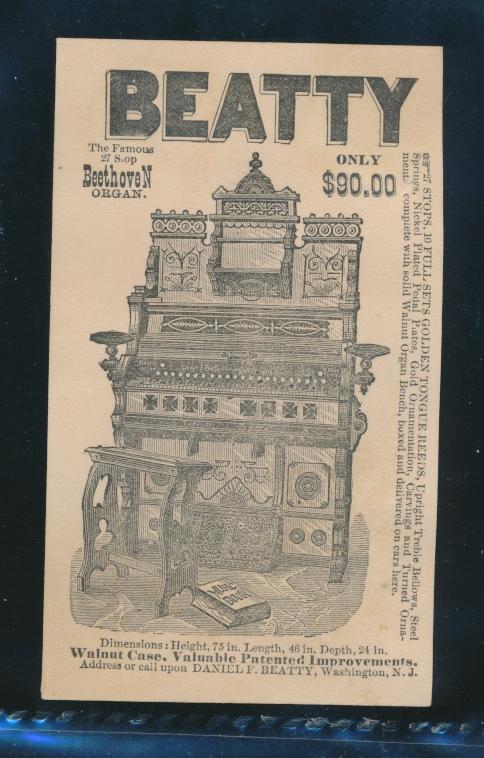 BEATTY
The Famous
27 Stop
BeethoveN
ORGAN.
ONLY
$90.00
27 STOPS, 10 FULL SETS GOLDEN TONGUE REEDS, Upright Treble Bellows, Steel
Springs, Nickel Plated Pedal Plates, Gold Ornamentation, Carvings and Turned Orna-
ment, complete with solid Walnut Organ Bench, boxed and delivered on cars here.
MUSIC
BOOK
Dimensions: Height, 75 in. Length, 46 in. Depth, 24 in.
Walnut Case. Valuable Patented Improvements.
Address or call upon DANIEL F. BEATTY, Washington, N. J.